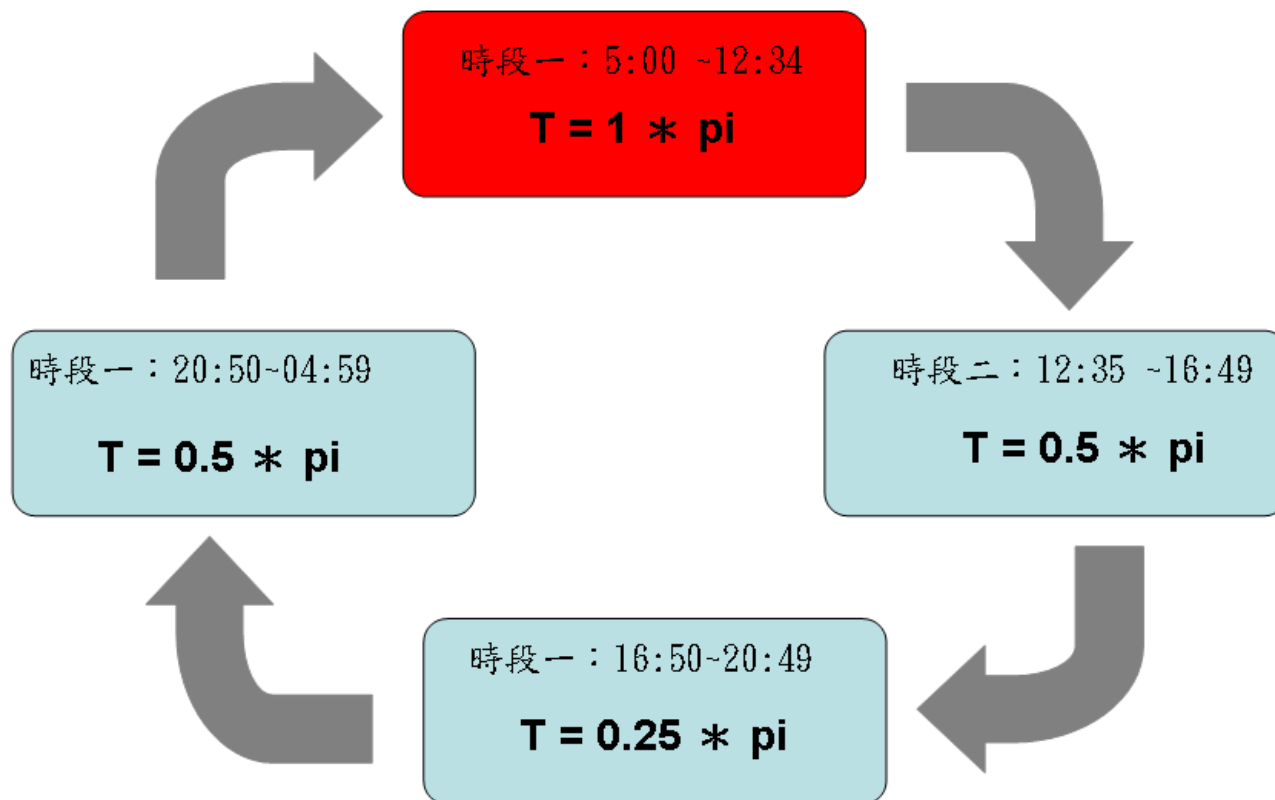 時段一：5:00 ~12:34
T = 1 * pi
時段一：20:50~04:59
T = 0.5 * pi
時段二：12:35 ~16:49
T = 0.5 * pi
時段一：16:50~20:49
T = 0.25 * pi